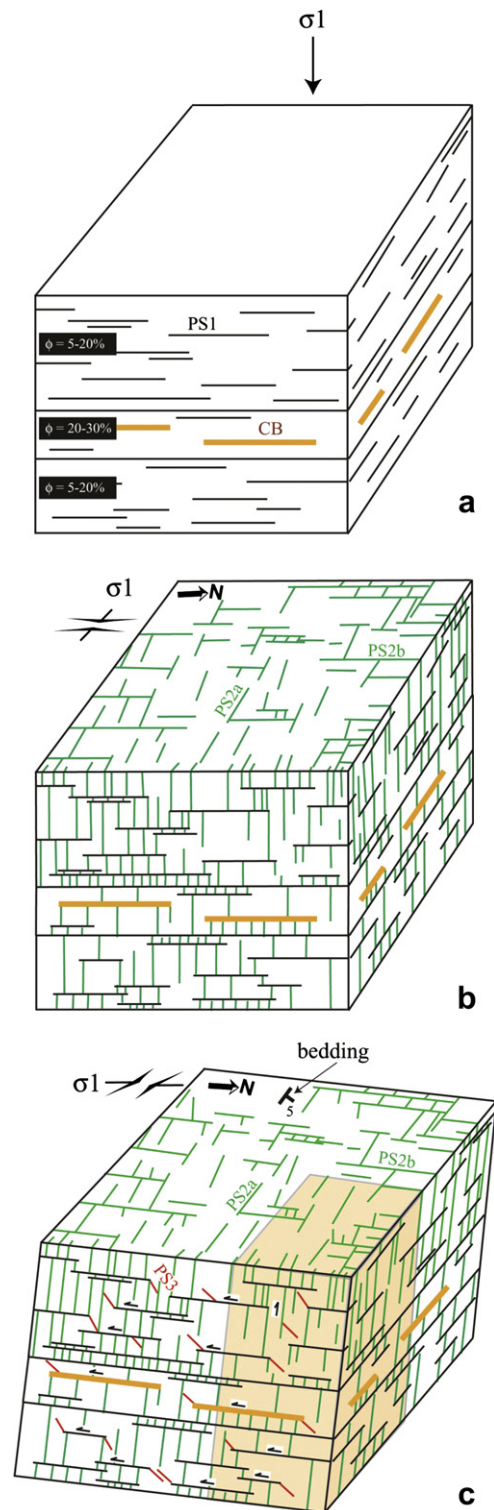 σ1
PS1
ϕ = 5-20%
ϕ = 20-30%
CB
ϕ = 5-20%
a
σ1
N
PS2b
PS2a
b
bedding
σ1
N
5
PS2b
PS2a
PS3
1
c